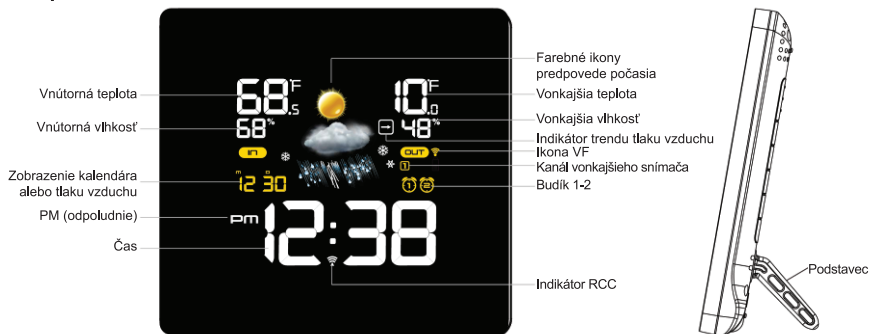 Vnútorná teplota
Vnútorná vlhkosť
Zobrazenie kalendára
alebo tlaku vzduchu
PM (odpoludnie)
Čas
68.5 °F
68%
IN
m d
12 30
PM
12:38
10.0 °F
48%
OUT
1
1 2
Farebné ikony
predpovede počasia
Vonkajšia teplota
Vonkajšia vlhkosť
Indikátor trendu tlaku vzduchu
Ikona VF
Kanál vonkajšieho snímača
Budík 1-2
Indikátor RCC
Podstavec